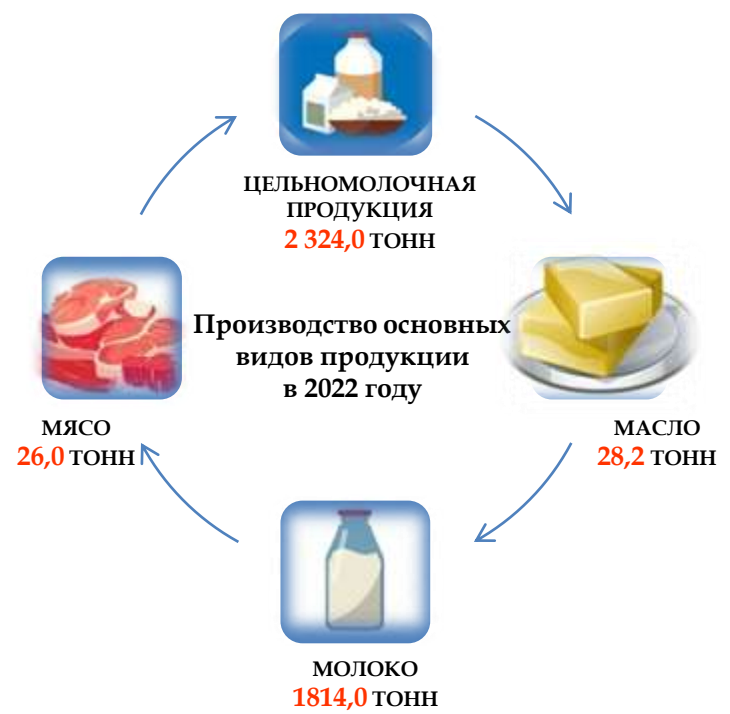 ЦЕЛЬНОМОЛОЧНАЯ
ПРОДУКЦИЯ
2 324,0 ТОНН
Производство основных
видов продукции
в 2022 году
МЯСО
26,0 ТОНН
МАСЛО
28,2 ТОНН
МОЛОКО
1814,0 ТОНН